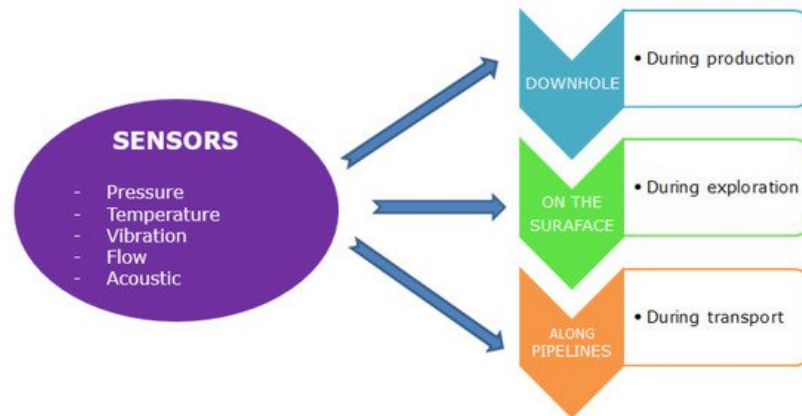 SENSORS
- Pressure
- Temperature
- Vibration
- Flow
- Acoustic
DOWNHOLE
• During production
ON THE
SURAFACE
• During exploration
ALONG
PIPELINES
• During transport